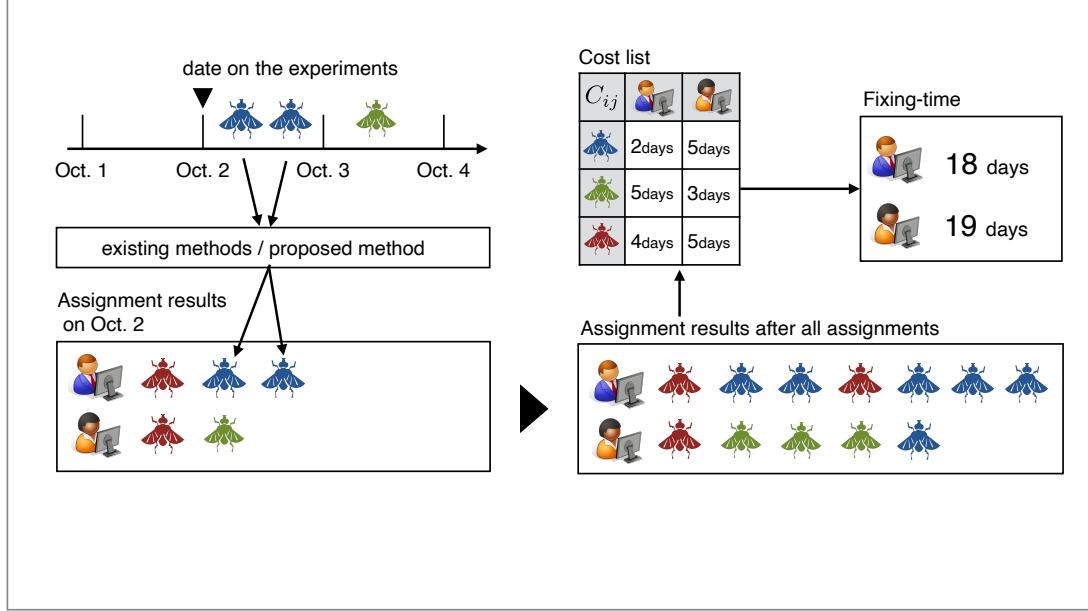 date on the experiments
Oct. 1
Oct. 2
Oct. 3
Oct. 4
existing methods / proposed method
Assignment results
on Oct. 2
Cost list
C_{ij}
2days 5days
5days 3days
4days 5days
Fixing-time
18 days
19 days
Assignment results after all assignments